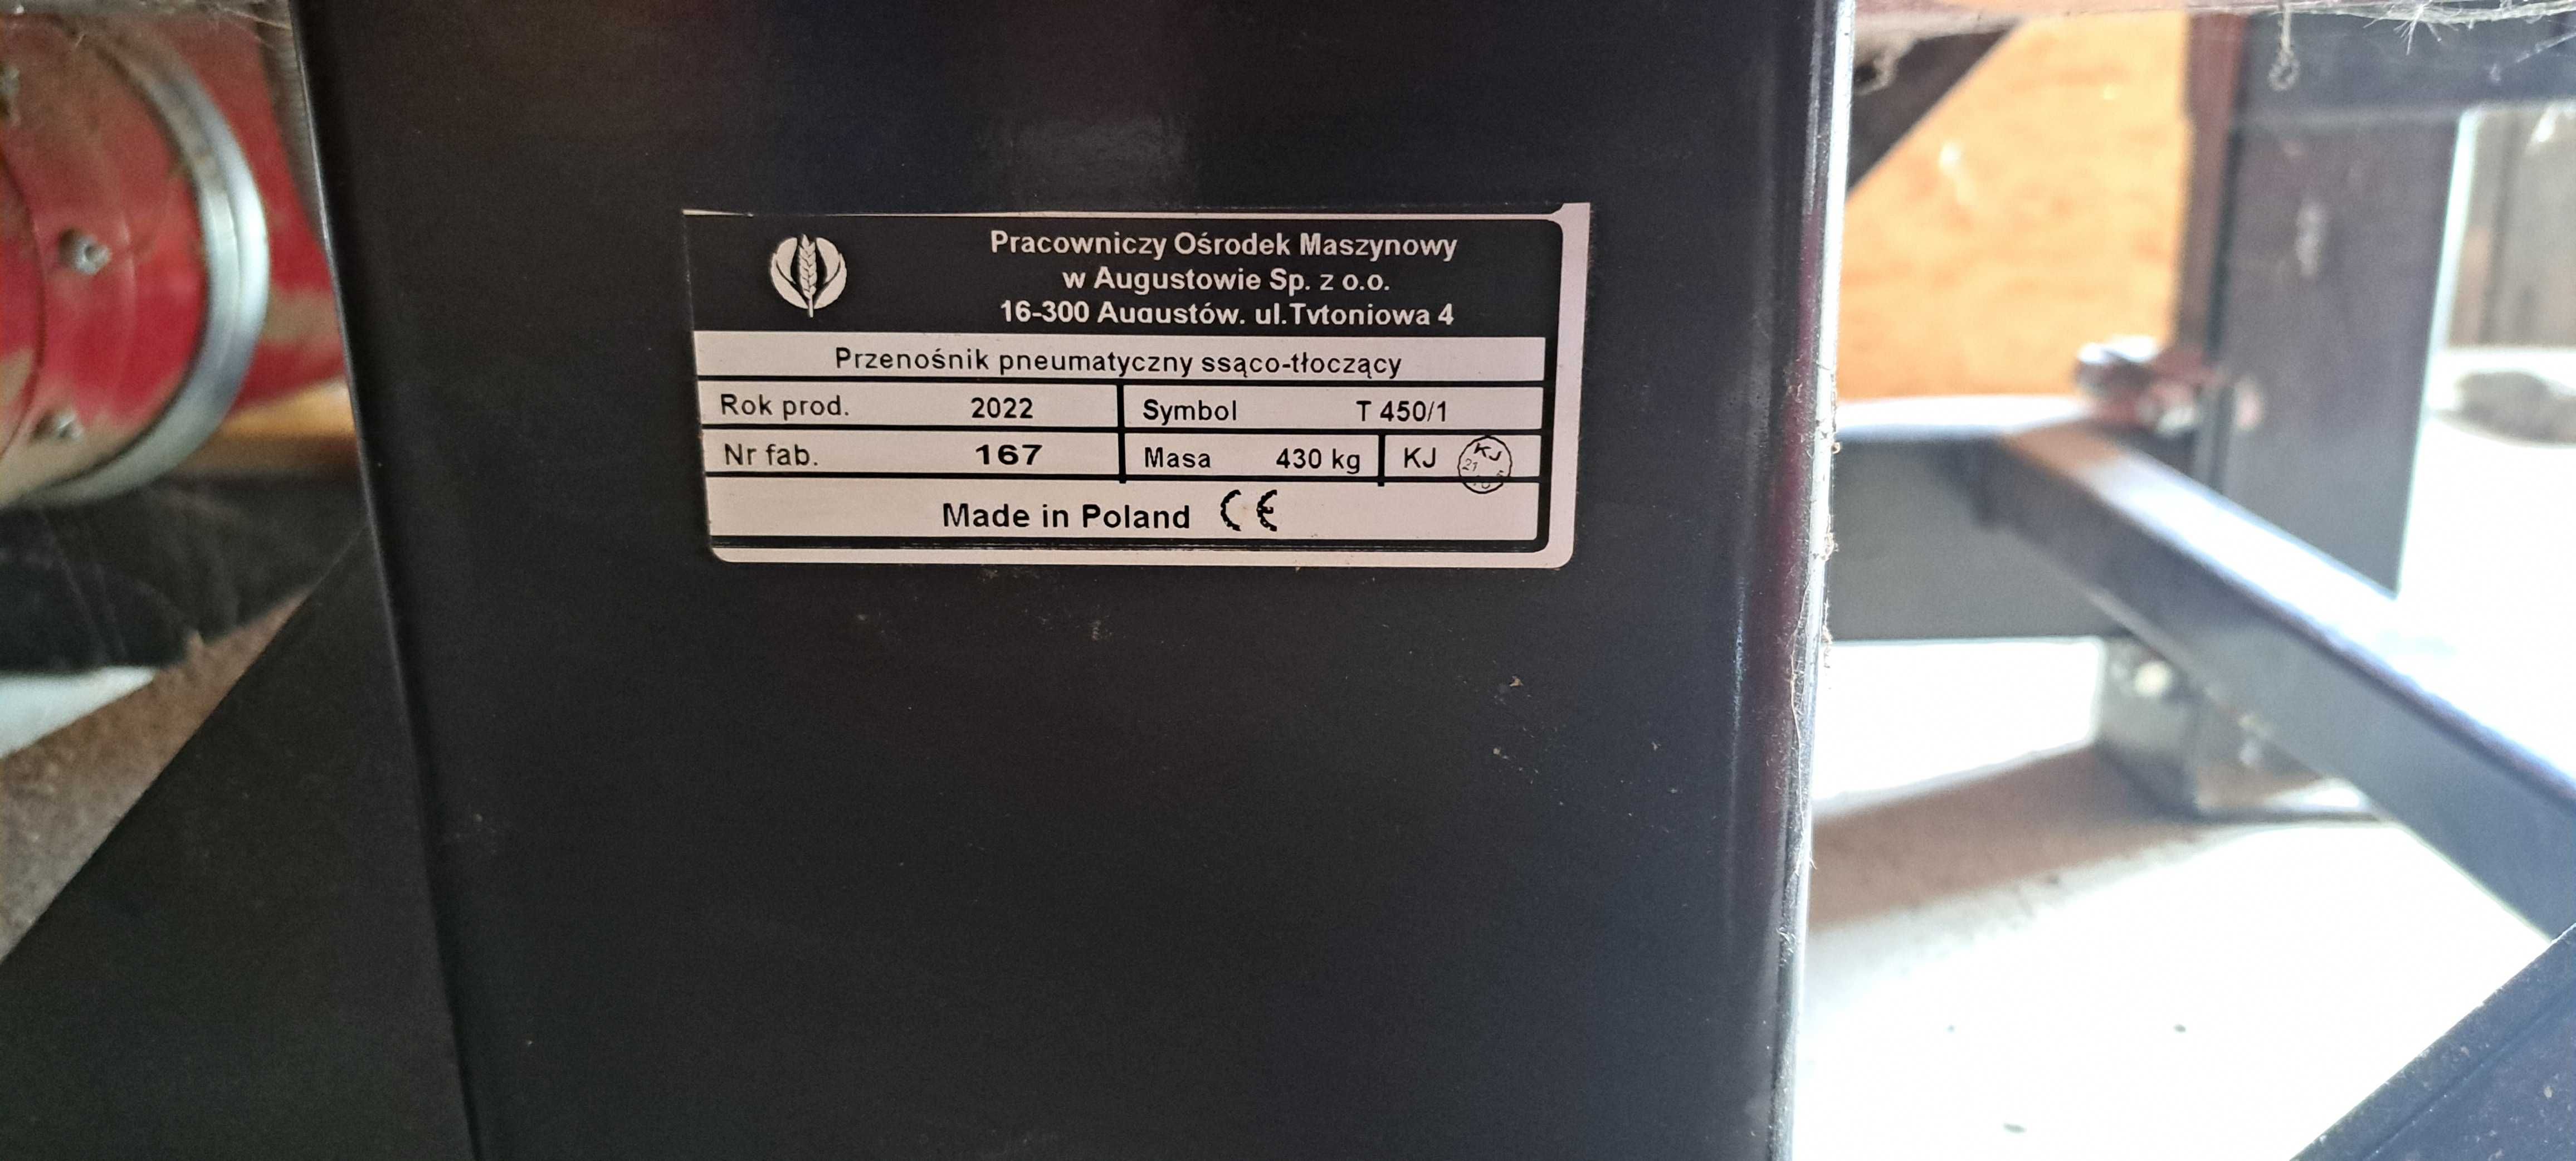 Pracowniczy Ośrodek Maszynowy
w Augustowie Sp. z o.o.
16-300 Augustów. ul.Tytoniowa 4
Przenośnik pneumatyczny ssąco-tłoczący
Rok prod. 2022 Symbol T 450/1
Nr fab. 167 Masa 430 kg KJ KJ 21
Made in Poland CE